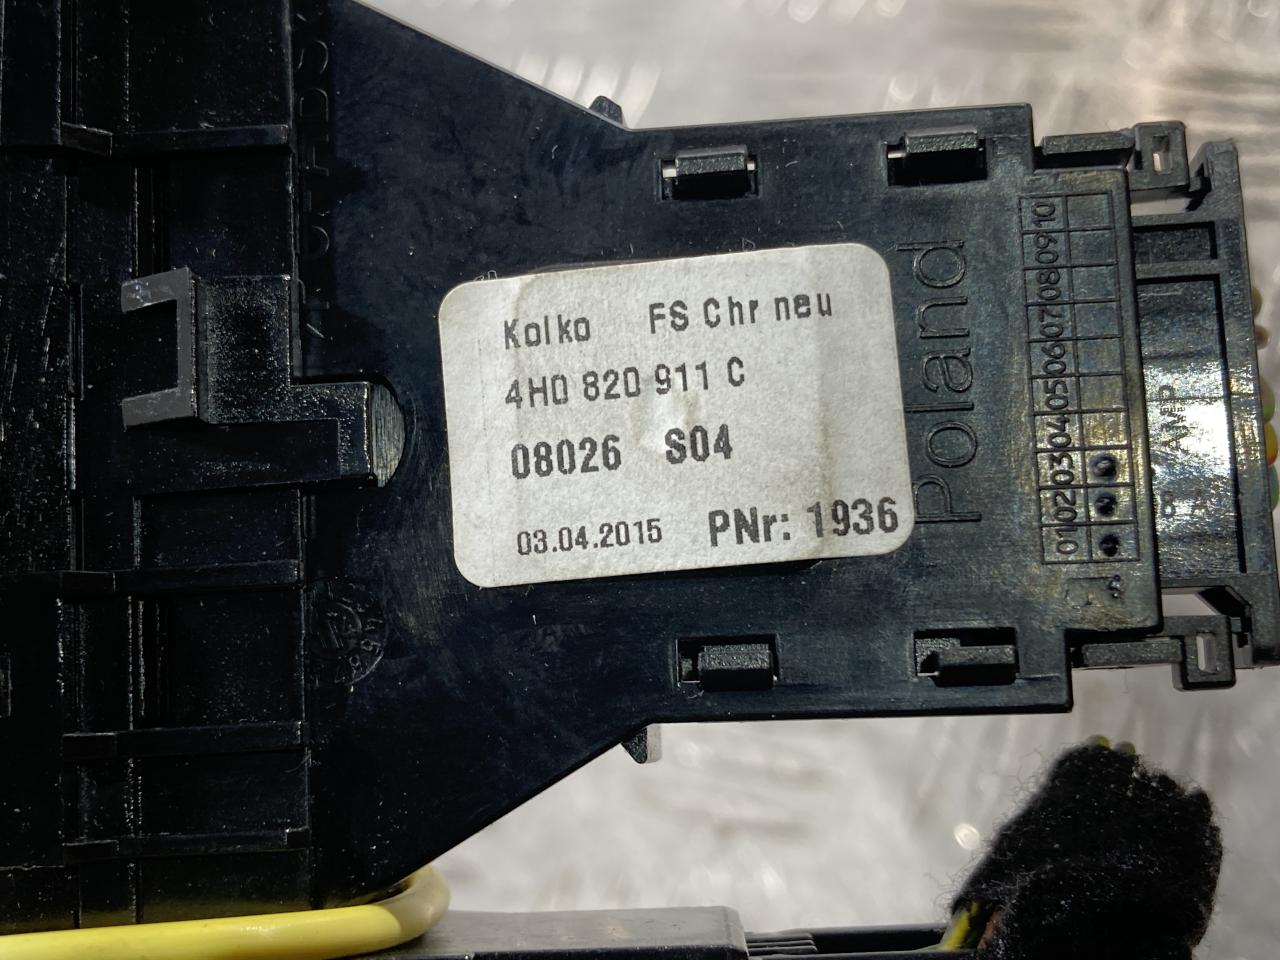 Kolko FS Chr neu
4H0 820 911 C
08026 S04
03.04.2015 PNr: 1936
Poland
01 02 03 04 05 06 07 08 09 10
AMP